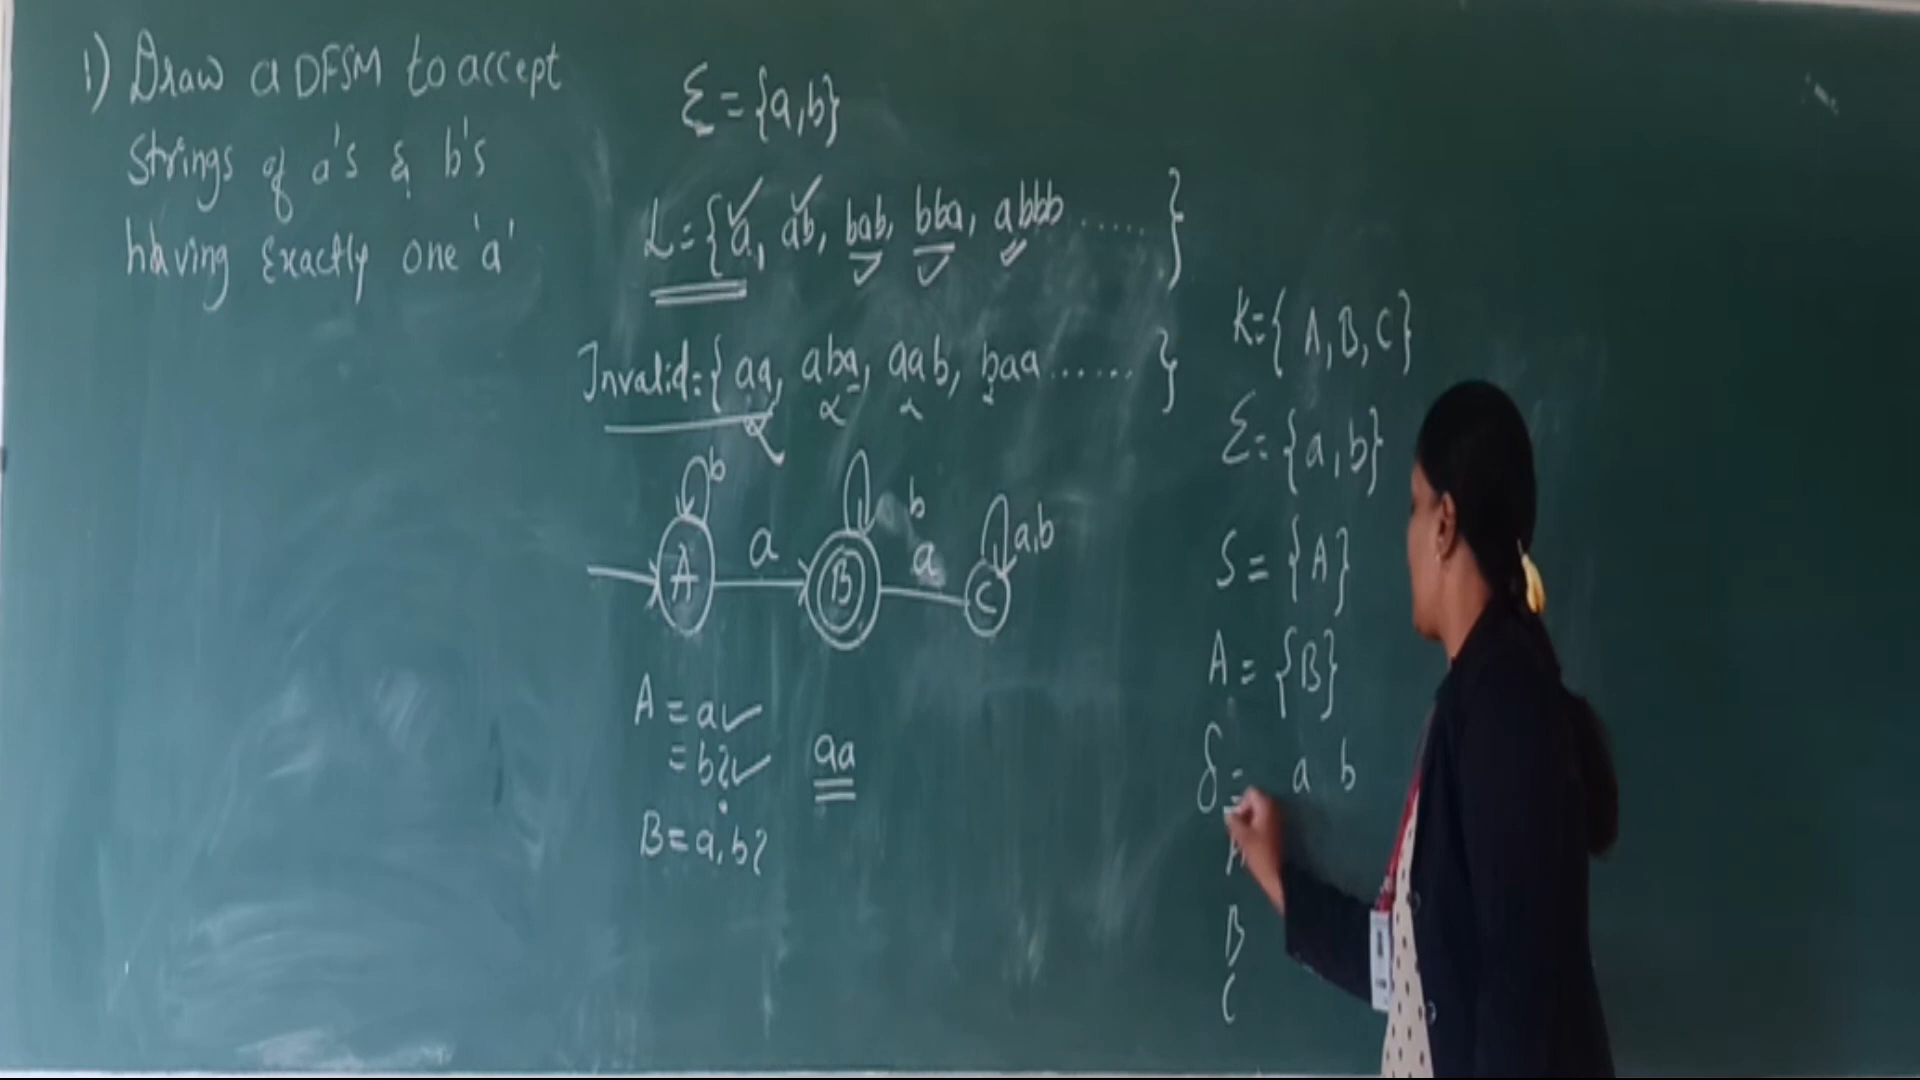 1) Draw a DFSM to accept
strings of a's & b's
having Exactly one 'a'
Σ = {a,b}
L = {a, ab, bab, bba, abbb ..... }
Invalid = { aa, aba, aab, baa ...... }
b
b
a
a
a,b
A
B
C
A = a✓
= b?✓
aa
B = a, b?
K = { A, B, C }
Σ = {a, b}
S = {A}
A = {B}
δ = a b
A
B
C